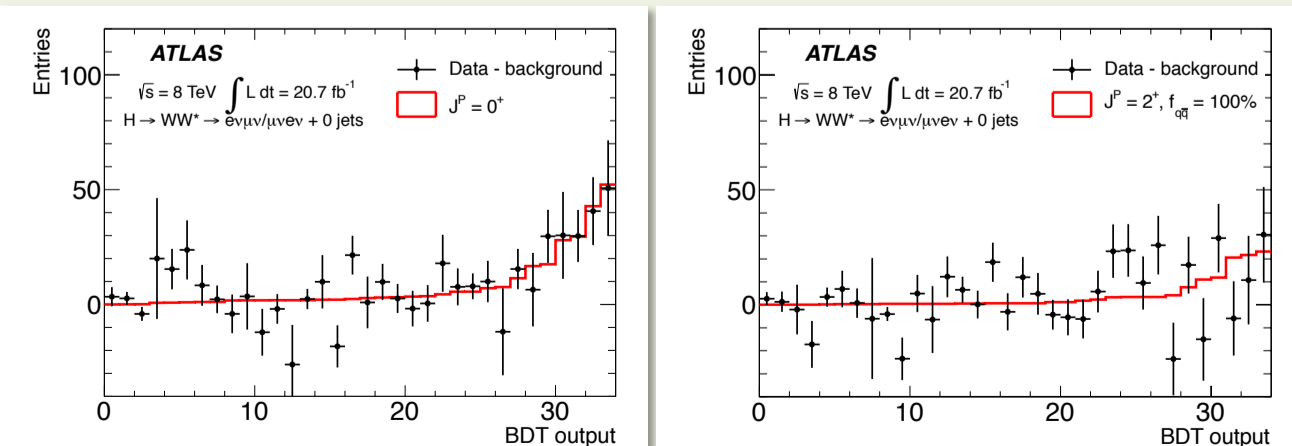 Entries
100
50
0
ATLAS
√s = 8 TeV ∫ L dt = 20.7 fb⁻¹
H → WW* → eνμν/μνeν + 0 jets
Data - background
Jᴾ = 0⁺
0 10 20 30
BDT output
Entries
100
50
0
ATLAS
√s = 8 TeV ∫ L dt = 20.7 fb⁻¹
H → WW* → eνμν/μνeν + 0 jets
Data - background
Jᴾ = 2⁺, f_qq̄ = 100%
0 10 20 30
BDT output